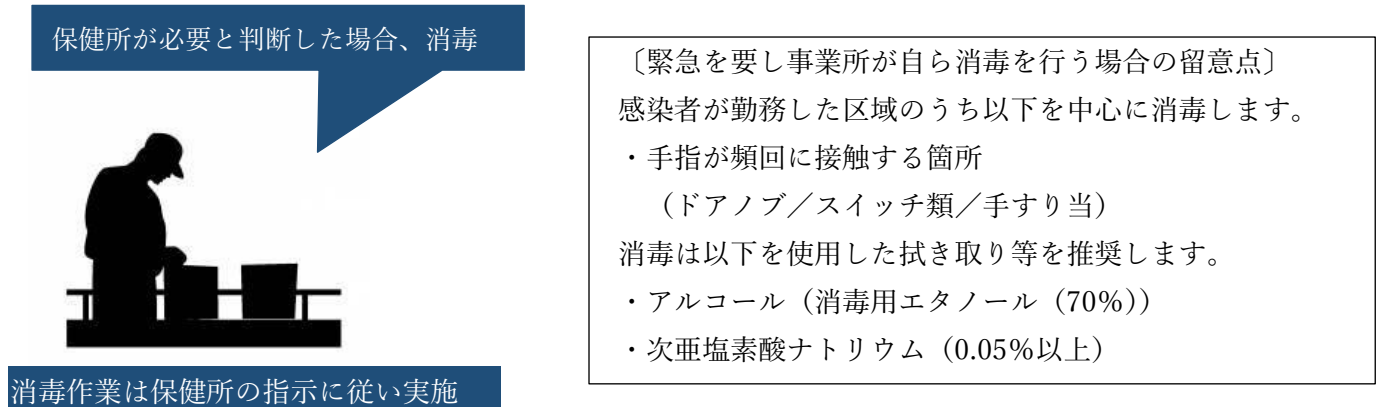 保健所が必要と判断した場合、消毒
消毒作業は保健所の指示に従い実施
〔緊急を要し事業所が自ら消毒を行う場合の留意点〕
感染者が勤務した区域のうち以下を中心に消毒します。
・手指が頻回に接触する箇所
（ドアノブ／スイッチ類／手すり当）
消毒は以下を使用した拭き取り等を推奨します。
・アルコール（消毒用エタノール（70％））
・次亜塩素酸ナトリウム（0.05％以上）